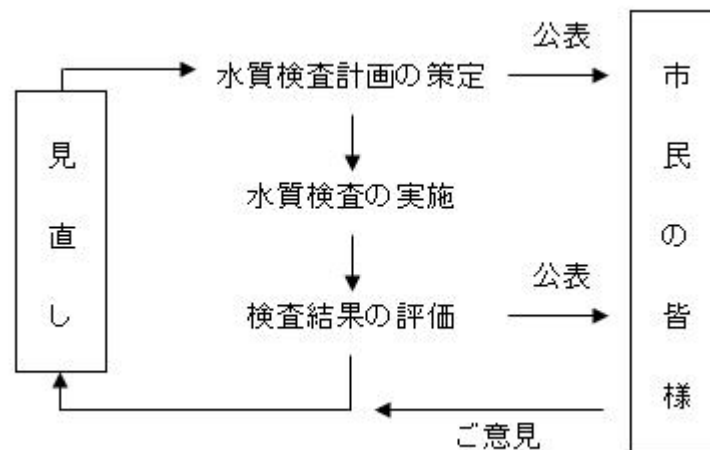 公表
水質検査計画の策定
見直し
市民の皆様
水質検査の実施
公表
検査結果の評価
ご意見